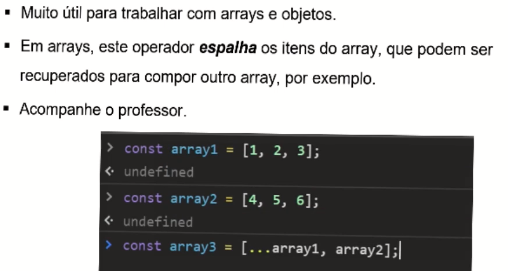 ▪ Muito útil para trabalhar com arrays e objetos.
▪ Em arrays, este operador espalha os itens do array, que podem ser
recuperados para compor outro array, por exemplo.
▪ Acompanhe o professor.
> const array1 = [1, 2, 3];
<· undefined
> const array2 = [4, 5, 6];
<· undefined
> const array3 = [...array1, array2];